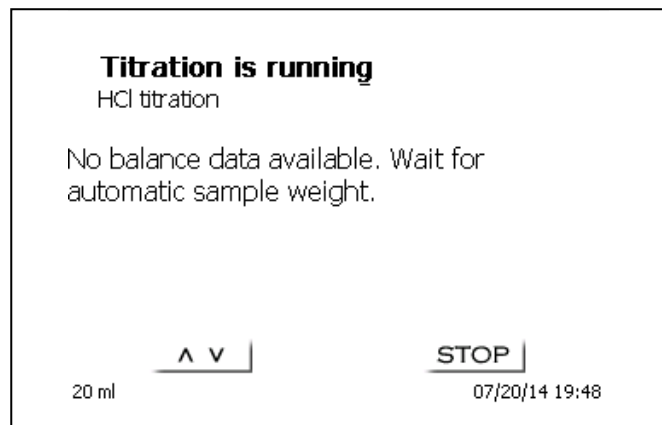 Titration is running
HCl titration
No balance data available. Wait for
automatic sample weight.
∧ ∨
STOP
20 ml
07/20/14 19:48